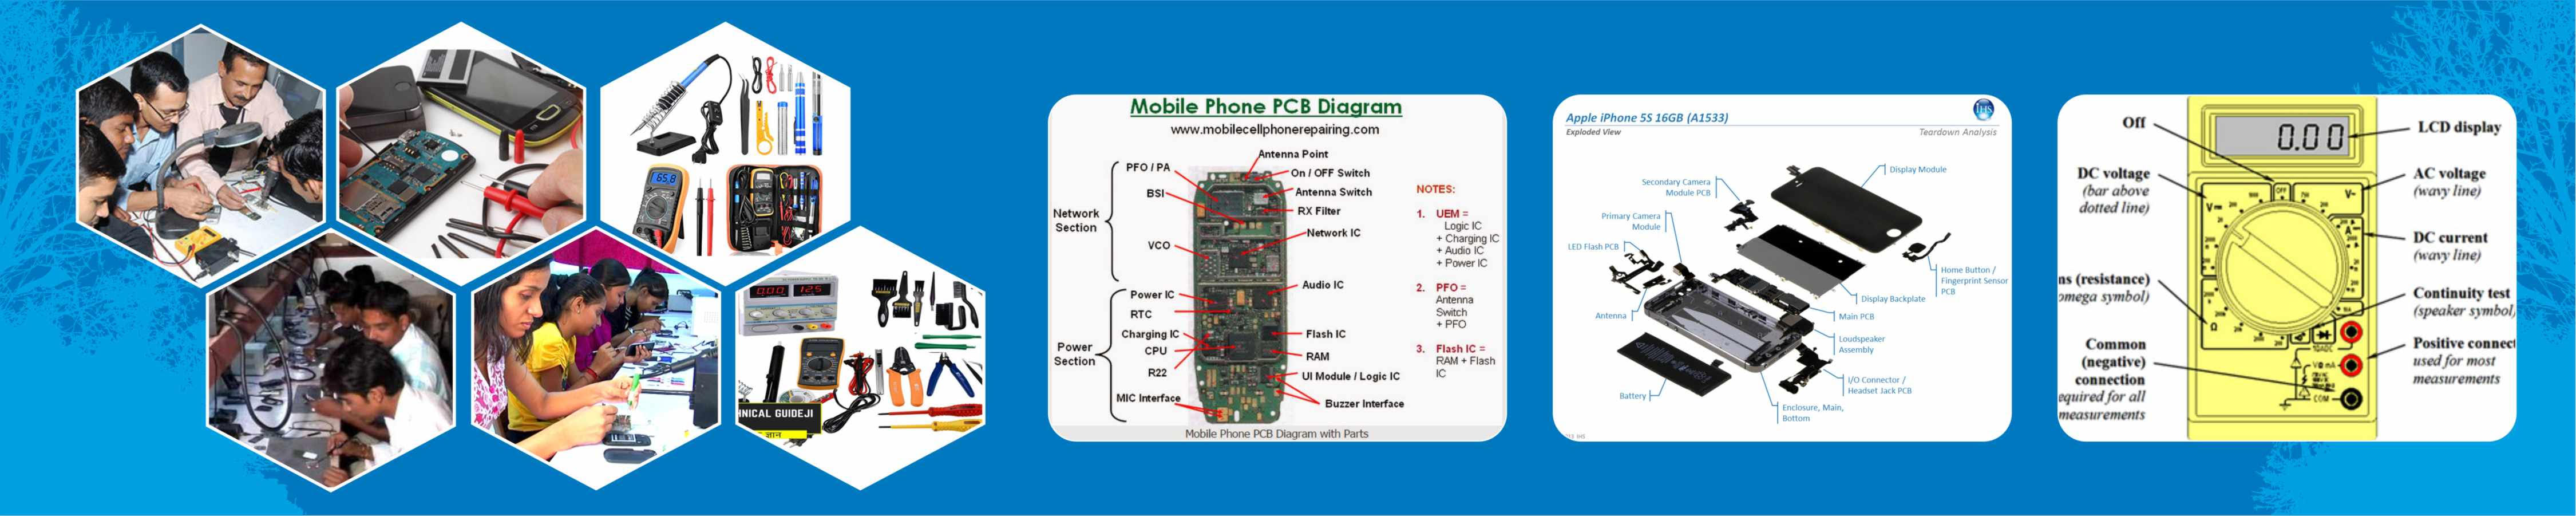 65.8
000 12.5
HNICAL GUIDEJI
ज्ञान
Mobile Phone PCB Diagram
www.mobilecellphonerepairing.com
Antenna Point
PFO / PA
On / OFF Switch
BSI
Antenna Switch
RX Filter
Network
Section
Network IC
VCO
Audio IC
Power IC
RTC
Charging IC
Flash IC
Power
Section
CPU
RAM
R22
UI Module / Logic IC
MIC Interface
Buzzer Interface
NOTES:
1. UEM =
Logic IC
+ Charging IC
+ Audio IC
+ Power IC
2. PFO =
Antenna
Switch
+ PFO
3. Flash IC =
RAM + Flash
IC
Mobile Phone PCB Diagram with Parts
Apple iPhone 5S 16GB (A1533)
IHS
Exploded View
Teardown Analysis
Display Module
Secondary Camera
Module PCB
Primary Camera
Module
LED Flash PCB
Home Button /
Fingerprint Sensor
PCB
Display Backplate
Antenna
Main PCB
Loudspeaker
Assembly
I/O Connector /
Headset Jack PCB
Battery
Enclosure, Main,
Bottom
IHS
Off
0.00
LCD display
DC voltage
(bar above
dotted line)
AC voltage
(wavy line)
OFF
V
DC current
(wavy line)
ns (resistance)
omega symbol)
Continuity test
(speaker symbol)
Ω
Common
(negative)
connection
equired for all
measurements
Positive connect
used for most
measurements
10ADC
COM